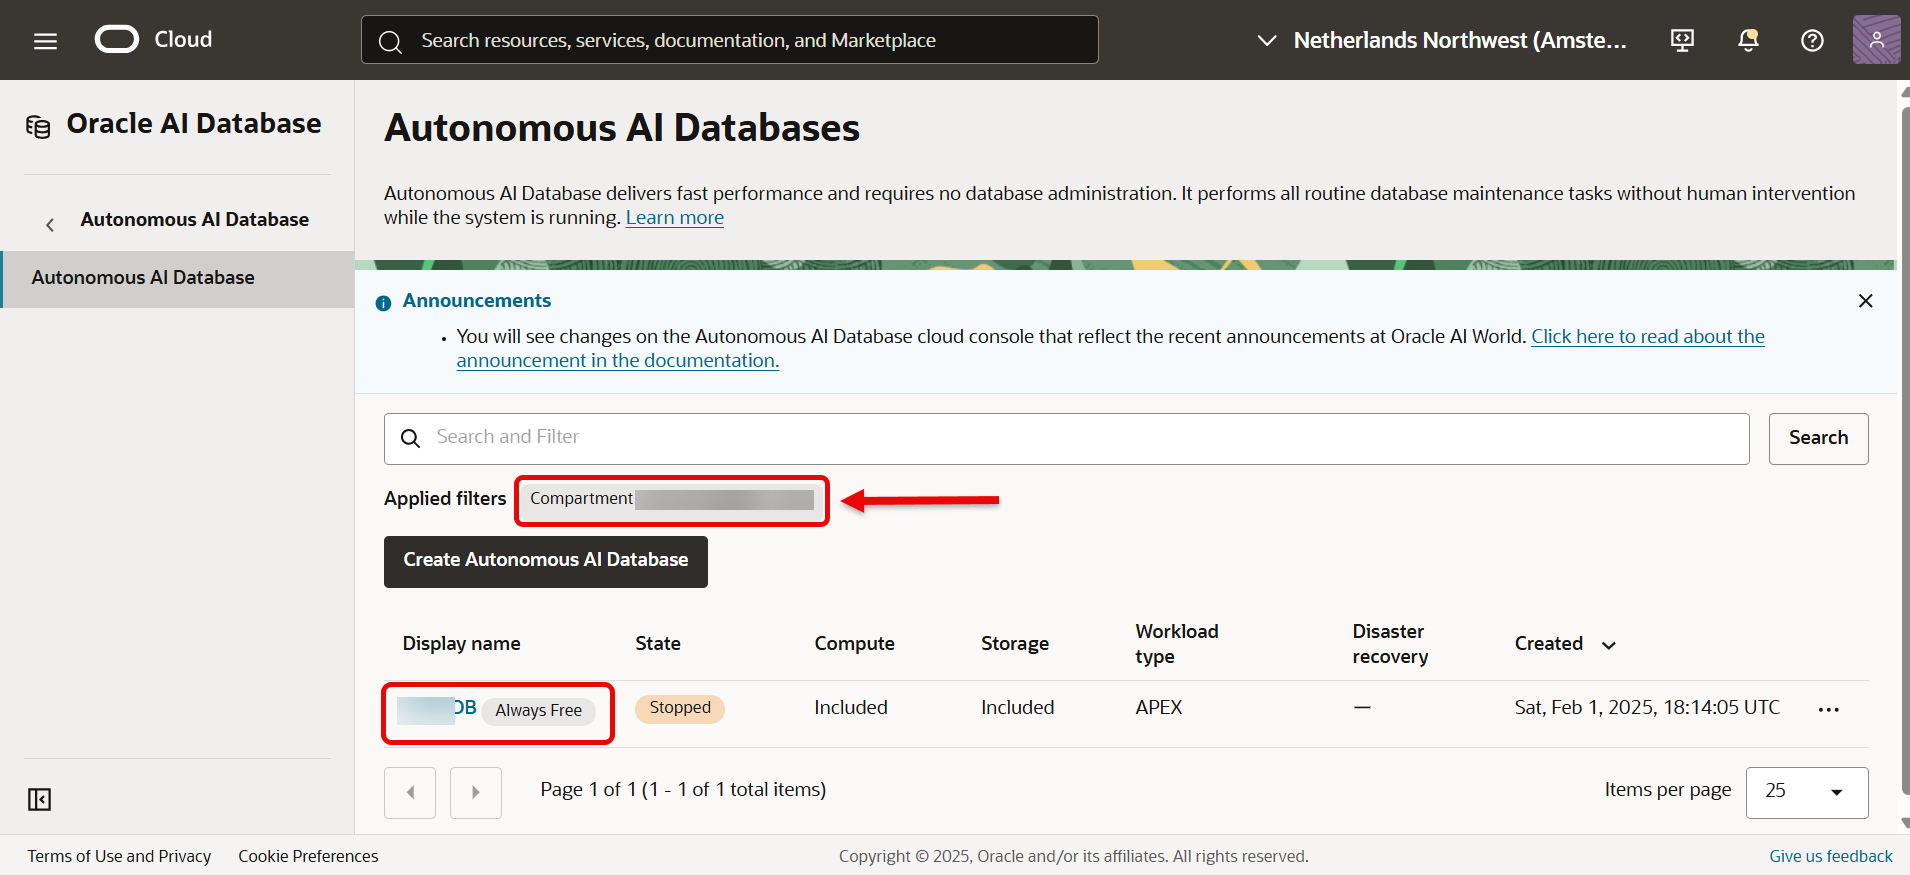 Cloud
Search resources, services, documentation, and Marketplace
Netherlands Northwest (Amste...
Oracle AI Database
Autonomous AI Database
Autonomous AI Database
Autonomous AI Databases
Autonomous AI Database delivers fast performance and requires no database administration. It performs all routine database maintenance tasks without human intervention
while the system is running. Learn more
Announcements
• You will see changes on the Autonomous AI Database cloud console that reflect the recent announcements at Oracle AI World. Click here to read about the
announcement in the documentation.
Search and Filter
Search
Applied filters Compartment
Create Autonomous AI Database
Display name State Compute Storage Workload type Disaster recovery Created
DB Always Free Stopped Included Included APEX — Sat, Feb 1, 2025, 18:14:05 UTC ...
Page 1 of 1 (1 - 1 of 1 total items)
Items per page 25
Terms of Use and Privacy Cookie Preferences
Copyright © 2025, Oracle and/or its affiliates. All rights reserved.
Give us feedback